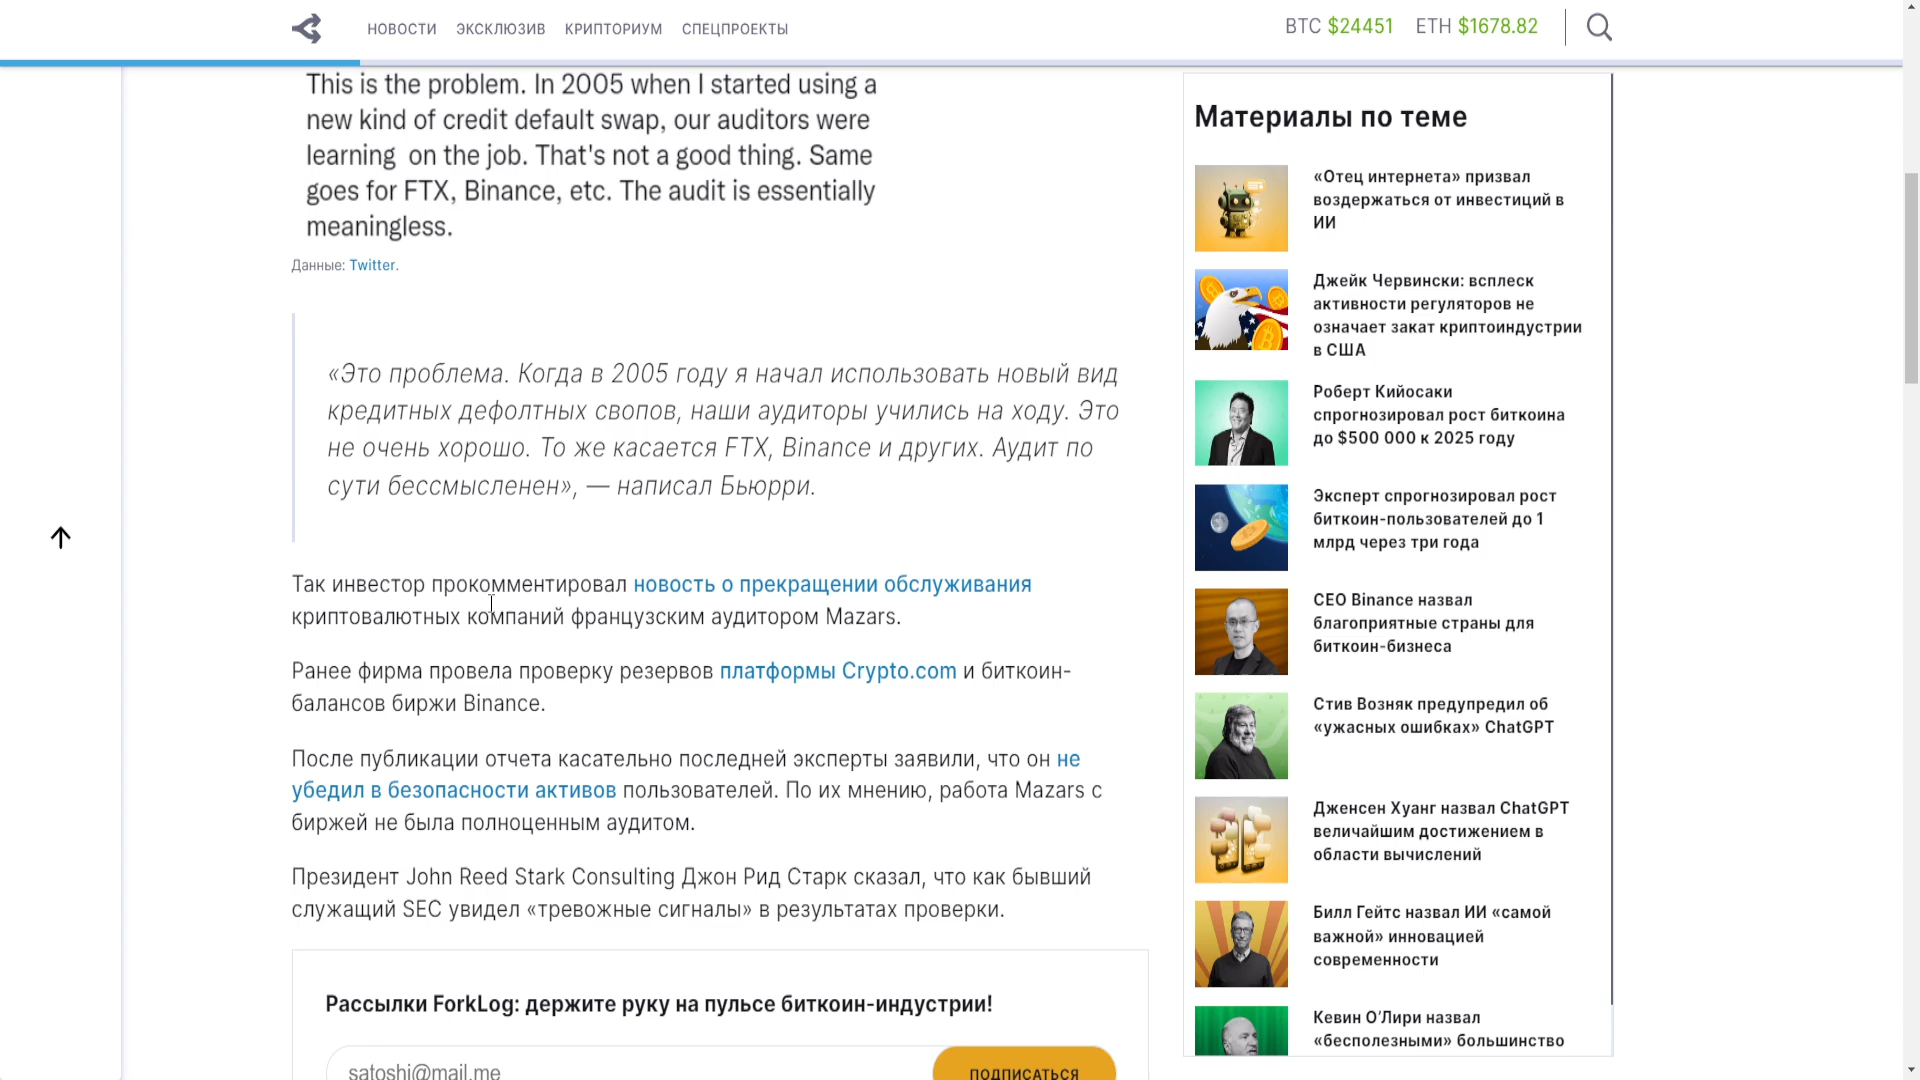 НОВОСТИ ЭКСКЛЮЗИВ КРИПТОРИУМ СПЕЦПРОЕКТЫ
BTC $24451 ETH $1678.82
This is the problem. In 2005 when I started using a
new kind of credit default swap, our auditors were
learning on the job. That's not a good thing. Same
goes for FTX, Binance, etc. The audit is essentially
meaningless.
Данные: Twitter.
«Это проблема. Когда в 2005 году я начал использовать новый вид
кредитных дефолтных свопов, наши аудиторы учились на ходу. Это
не очень хорошо. То же касается FTX, Binance и других. Аудит по
сути бессмысленен», — написал Бьюрри.
Так инвестор прокомментировал новость о прекращении обслуживания
криптовалютных компаний французским аудитором Mazars.
Ранее фирма провела проверку резервов платформы Crypto.com и биткоин-
балансов биржи Binance.
После публикации отчета касательно последней эксперты заявили, что он не
убедил в безопасности активов пользователей. По их мнению, работа Mazars с
биржей не была полноценным аудитом.
Президент John Reed Stark Consulting Джон Рид Старк сказал, что как бывший
служащий SEC увидел «тревожные сигналы» в результатах проверки.
Рассылки ForkLog: держите руку на пульсе биткоин-индустрии!
satoshi@mail.me
ПОДПИСАТЬСЯ
Материалы по теме
«Отец интернета» призвал
воздержаться от инвестиций в
ИИ
Джейк Червински: всплеск
активности регуляторов не
означает закат криптоиндустрии
в США
Роберт Кийосаки
спрогнозировал рост биткоина
до $500 000 к 2025 году
Эксперт спрогнозировал рост
биткоин-пользователей до 1
млрд через три года
CEO Binance назвал
благоприятные страны для
биткоин-бизнеса
Стив Возняк предупредил об
«ужасных ошибках» ChatGPT
Дженсен Хуанг назвал ChatGPT
величайшим достижением в
области вычислений
Билл Гейтс назвал ИИ «самой
важной» инновацией
современности
Кевин О’Лири назвал
«бесполезными» большинство